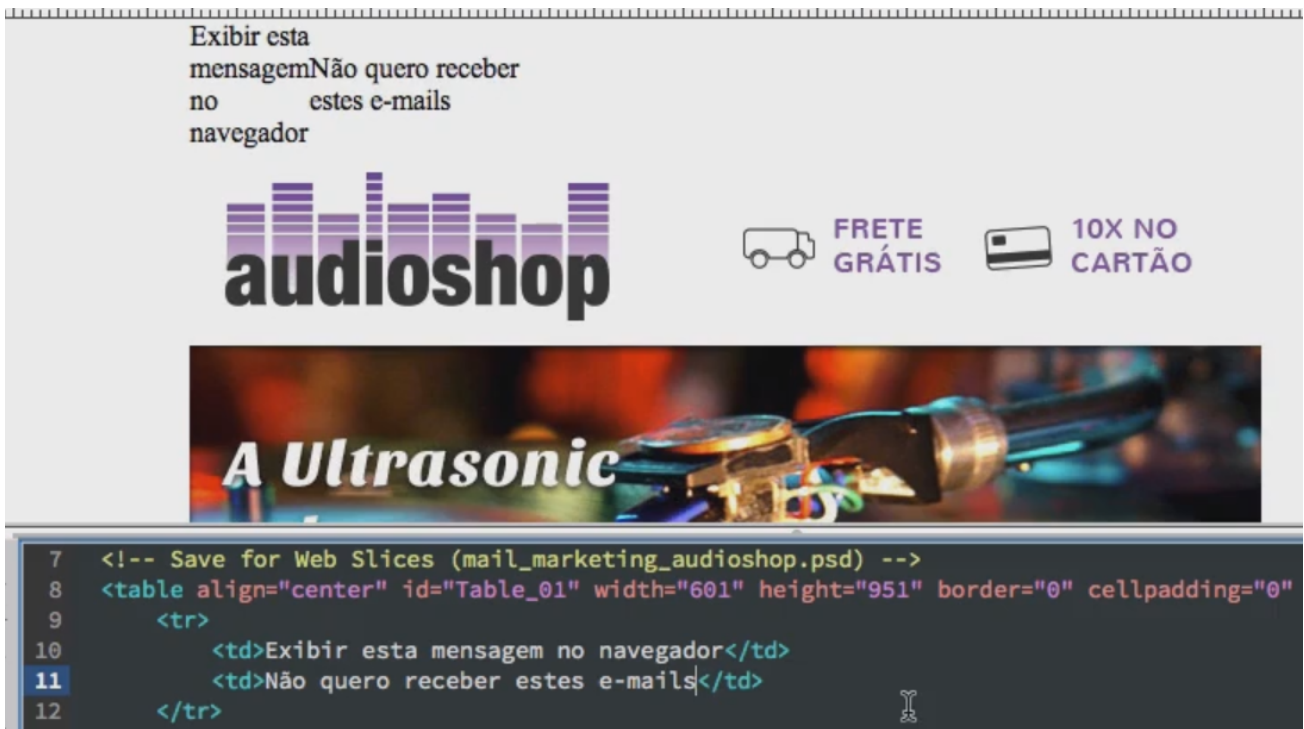 Exibir esta
mensagemNão quero receber
no estes e-mails
navegador
audioshop
FRETE
GRÁTIS
10X NO
CARTÃO
A Ultrasonic
7 <!-- Save for Web Slices (mail_marketing_audioshop.psd) -->
8 <table align="center" id="Table_01" width="601" height="951" border="0" cellpadding="0"
9 <tr>
10 <td>Exibir esta mensagem no navegador</td>
11 <td>Não quero receber estes e-mails</td>
12 </tr>